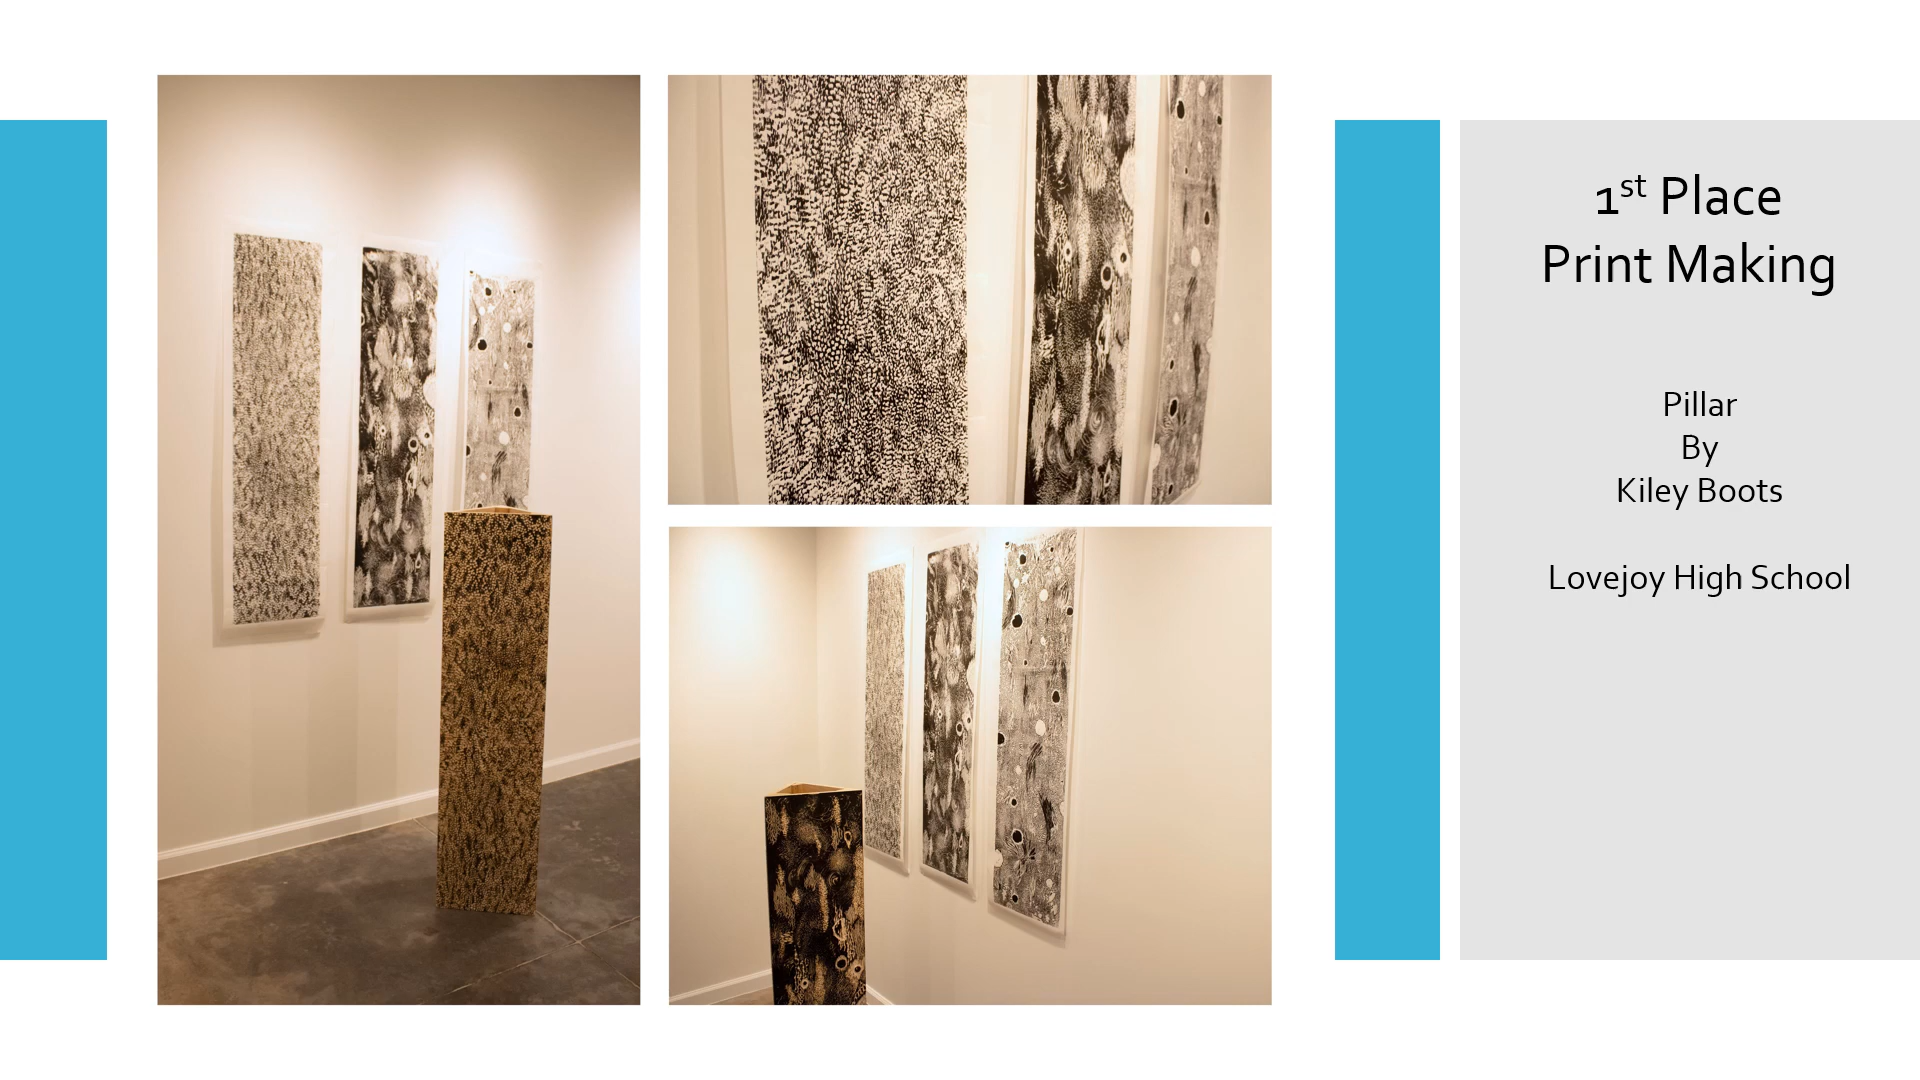 1st Place
Print Making
Pillar
By
Kiley Boots
Lovejoy High School